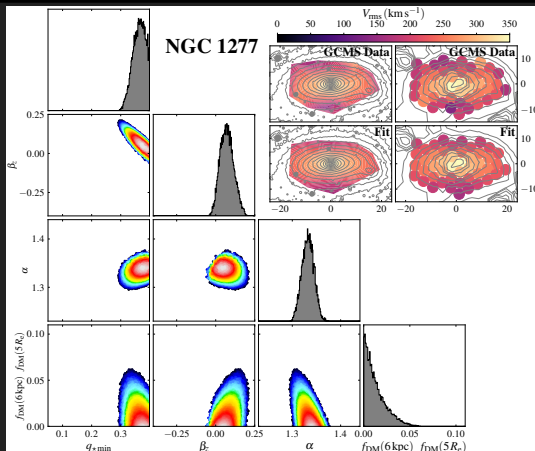 V_rms (km s⁻¹)
0 50 100 150 200 250 300 350
NGC 1277
GCMS Data GCMS Data
10
0
−10
Fit Fit
10
0
−10
−20 0 20 −20 0 20
0.25
0.00
−0.25
β_z
1.4
1.3
α
0.10
0.05
0.00
f_DM(6kpc) f_DM(5R_e)
0.1 0.2 0.3 −0.25 0.00 0.25 1.3 1.4 0.00 0.05 0.10
q_⋆min β_z α f_DM(6kpc) f_DM(5R_e)